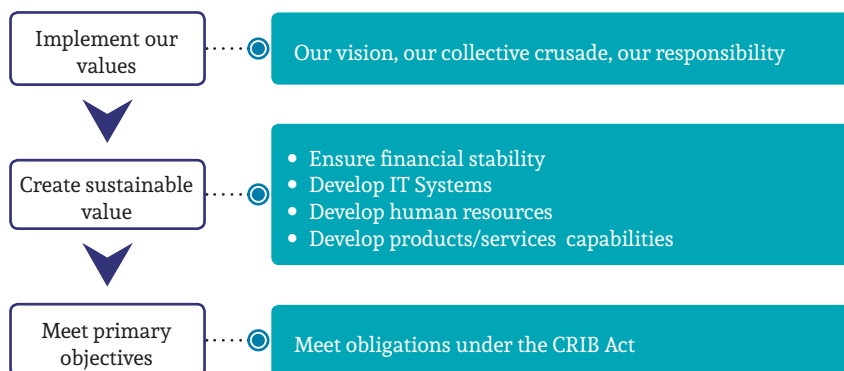 Implement our
values
Our vision, our collective crusade, our responsibility
Create sustainable
value
• Ensure financial stability
• Develop IT Systems
• Develop human resources
• Develop products/services capabilities
Meet primary
objectives
Meet obligations under the CRIB Act